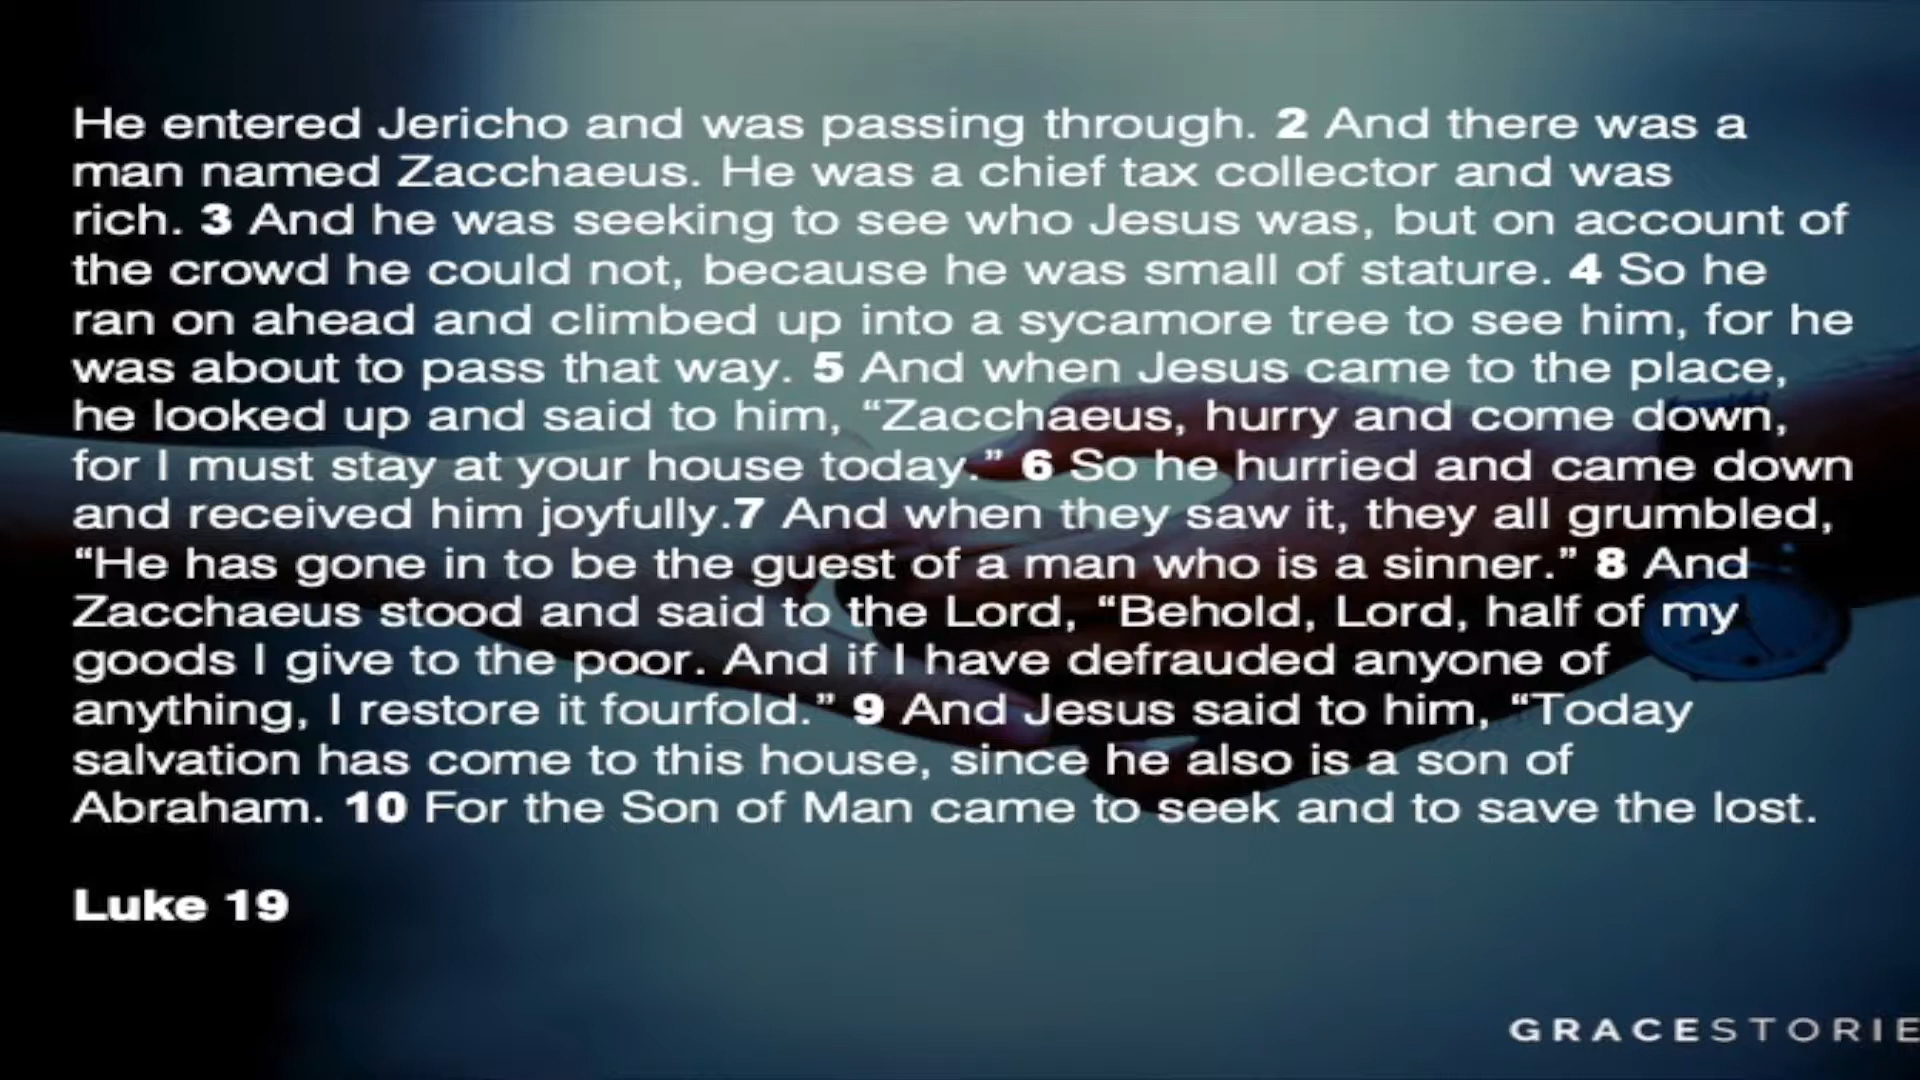 He entered Jericho and was passing through. 2 And there was a
man named Zacchaeus. He was a chief tax collector and was
rich. 3 And he was seeking to see who Jesus was, but on account of
the crowd he could not, because he was small of stature. 4 So he
ran on ahead and climbed up into a sycamore tree to see him, for he
was about to pass that way. 5 And when Jesus came to the place,
he looked up and said to him, “Zacchaeus, hurry and come down,
for I must stay at your house today.” 6 So he hurried and came down
and received him joyfully.7 And when they saw it, they all grumbled,
“He has gone in to be the guest of a man who is a sinner.” 8 And
Zacchaeus stood and said to the Lord, “Behold, Lord, half of my
goods I give to the poor. And if I have defrauded anyone of
anything, I restore it fourfold.” 9 And Jesus said to him, “Today
salvation has come to this house, since he also is a son of
Abraham. 10 For the Son of Man came to seek and to save the lost.
Luke 19
GRACESTORIE